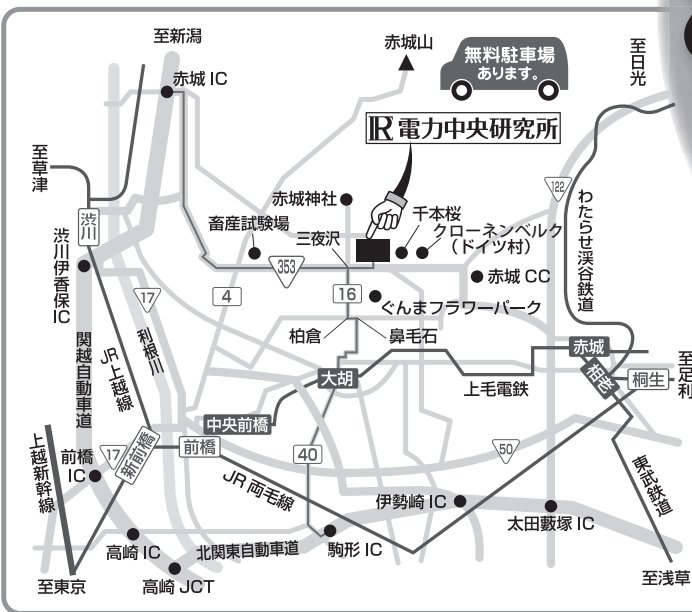 至新潟
赤城山
無料駐車場
あります。
至日光
赤城 IC
電力中央研究所
至草津
122
赤城神社
千本桜
わたらせ渓谷鉄道
渋川
畜産試験場
三夜沢
クローネンベルク
（ドイツ村）
渋川伊香保IC
353
赤城 CC
17
4
16
ぐんまフラワーパーク
利根川
関越自動車道
JR上越線
柏倉
鼻毛石
赤城
至足利
大胡
相老
桐生
上毛電鉄
中央前橋
上越新幹線
前橋
IC
17
新前橋
前橋
40
50
JR 両毛線
東武鉄道
伊勢崎 IC
太田藪塚 IC
高崎 IC
北関東自動車道
駒形 IC
至東京
高崎 JCT
至浅草